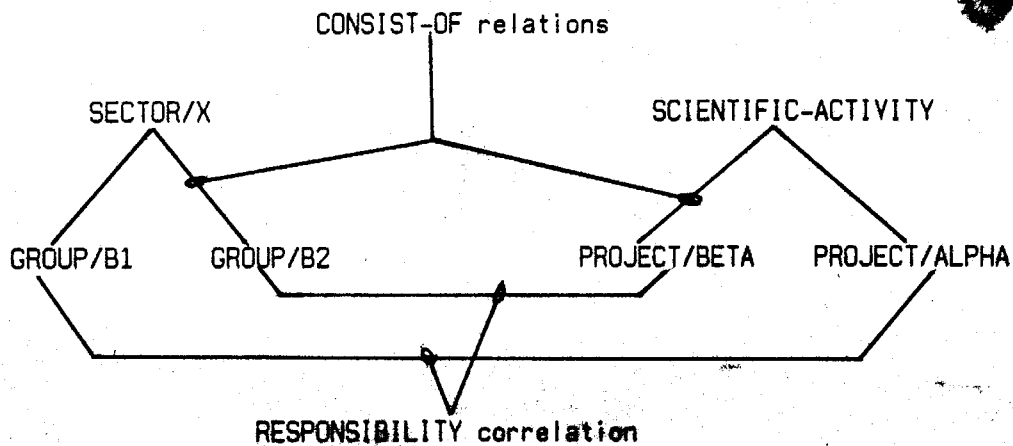 CONSIST-OF relations
SECTOR/X SCIENTIFIC-ACTIVITY
GROUP/B1 GROUP/B2 PROJECT/BETA PROJECT/ALPHA
RESPONSIBILITY correlation